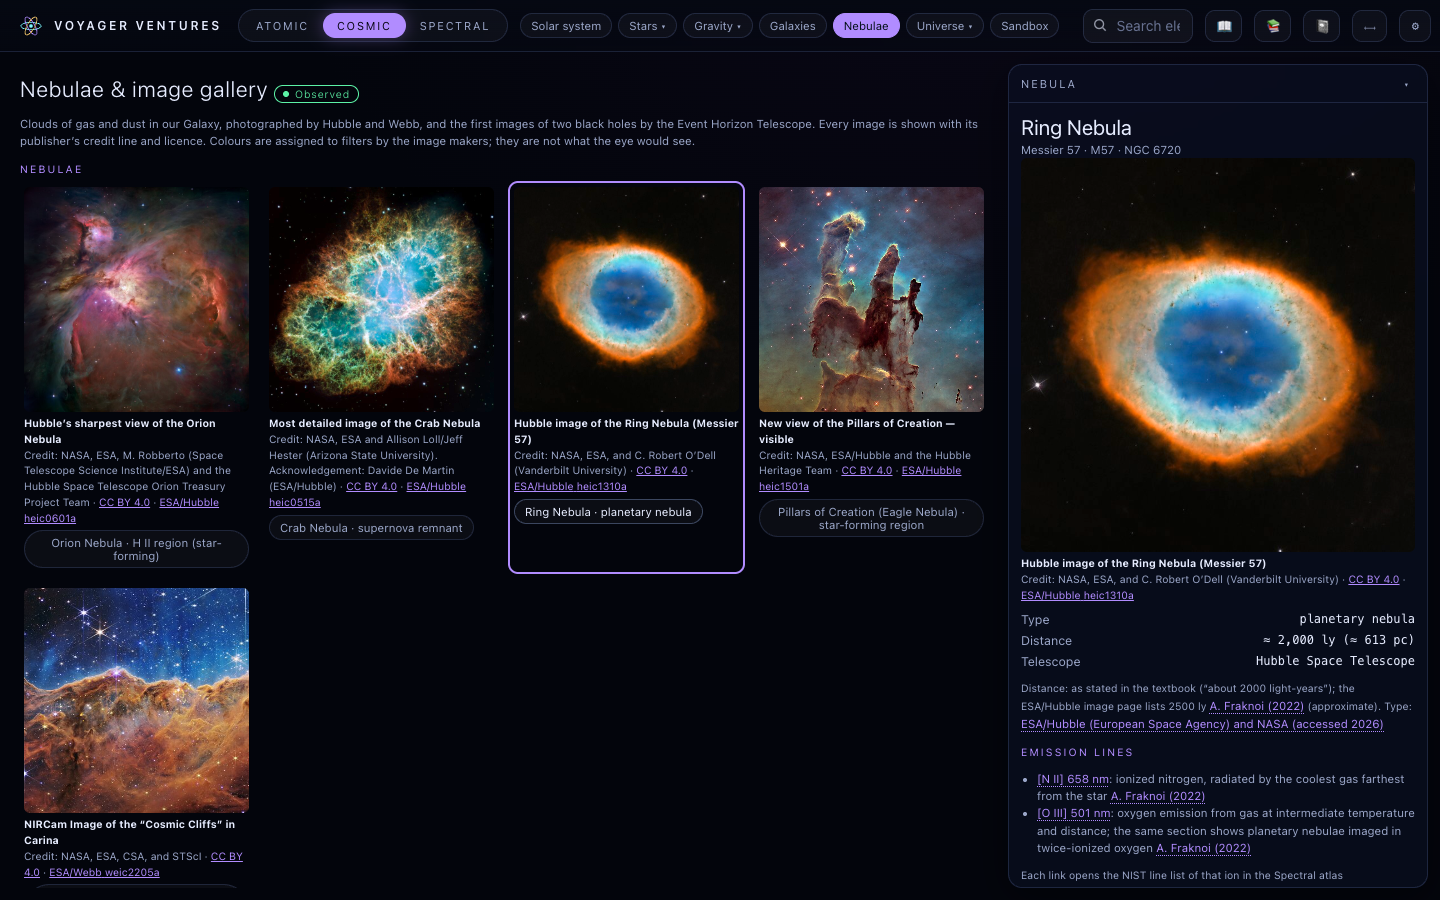 VOYAGER VENTURES
ATOMIC COSMIC SPECTRAL
Solar system Stars ▾ Gravity ▾ Galaxies Nebulae Universe ▾ Sandbox
Nebulae & image gallery
Observed
Clouds of gas and dust in our Galaxy, photographed by Hubble and Webb, and the first images of two black holes by the Event Horizon Telescope. Every image is shown with its
publisher’s credit line and licence. Colours are assigned to filters by the image makers; they are not what the eye would see.
NEBULAE
Hubble’s sharpest view of the Orion
Nebula
Credit: NASA, ESA, M. Robberto (Space
Telescope Science Institute/ESA) and the
Hubble Space Telescope Orion Treasury
Project Team · CC BY 4.0 · ESA/Hubble
heic0601a
Orion Nebula · H II region (star-
forming)
Most detailed image of the Crab Nebula
Credit: NASA, ESA and Allison Loll/Jeff
Hester (Arizona State University).
Acknowledgement: Davide De Martin
(ESA/Hubble) · CC BY 4.0 · ESA/Hubble
heic0515a
Crab Nebula · supernova remnant
Hubble image of the Ring Nebula (Messier
57)
Credit: NASA, ESA, and C. Robert O’Dell
(Vanderbilt University) · CC BY 4.0 ·
ESA/Hubble heic1310a
Ring Nebula · planetary nebula
New view of the Pillars of Creation —
visible
Credit: NASA, ESA/Hubble and the Hubble
Heritage Team · CC BY 4.0 · ESA/Hubble
heic1501a
Pillars of Creation (Eagle Nebula) ·
star-forming region
NIRCam Image of the “Cosmic Cliffs” in
Carina
Credit: NASA, ESA, CSA, and STScI · CC BY
4.0 · ESA/Webb weic2205a
NEBULA
Ring Nebula
Messier 57 · M57 · NGC 6720
Hubble image of the Ring Nebula (Messier 57)
Credit: NASA, ESA, and C. Robert O’Dell (Vanderbilt University) · CC BY 4.0 ·
ESA/Hubble heic1310a
Type planetary nebula
Distance ≈ 2,000 ly (≈ 613 pc)
Telescope Hubble Space Telescope
Distance: as stated in the textbook (“about 2000 light-years”); the
ESA/Hubble image page lists 2500 ly A. Fraknoi (2022) (approximate). Type:
ESA/Hubble (European Space Agency) and NASA (accessed 2026)
EMISSION LINES
• [N II] 658 nm: ionized nitrogen, radiated by the coolest gas farthest
from the star A. Fraknoi (2022)
• [O III] 501 nm: oxygen emission from gas at intermediate temperature
and distance; the same section shows planetary nebulae imaged in
twice-ionized oxygen A. Fraknoi (2022)
Each link opens the NIST line list of that ion in the Spectral atlas